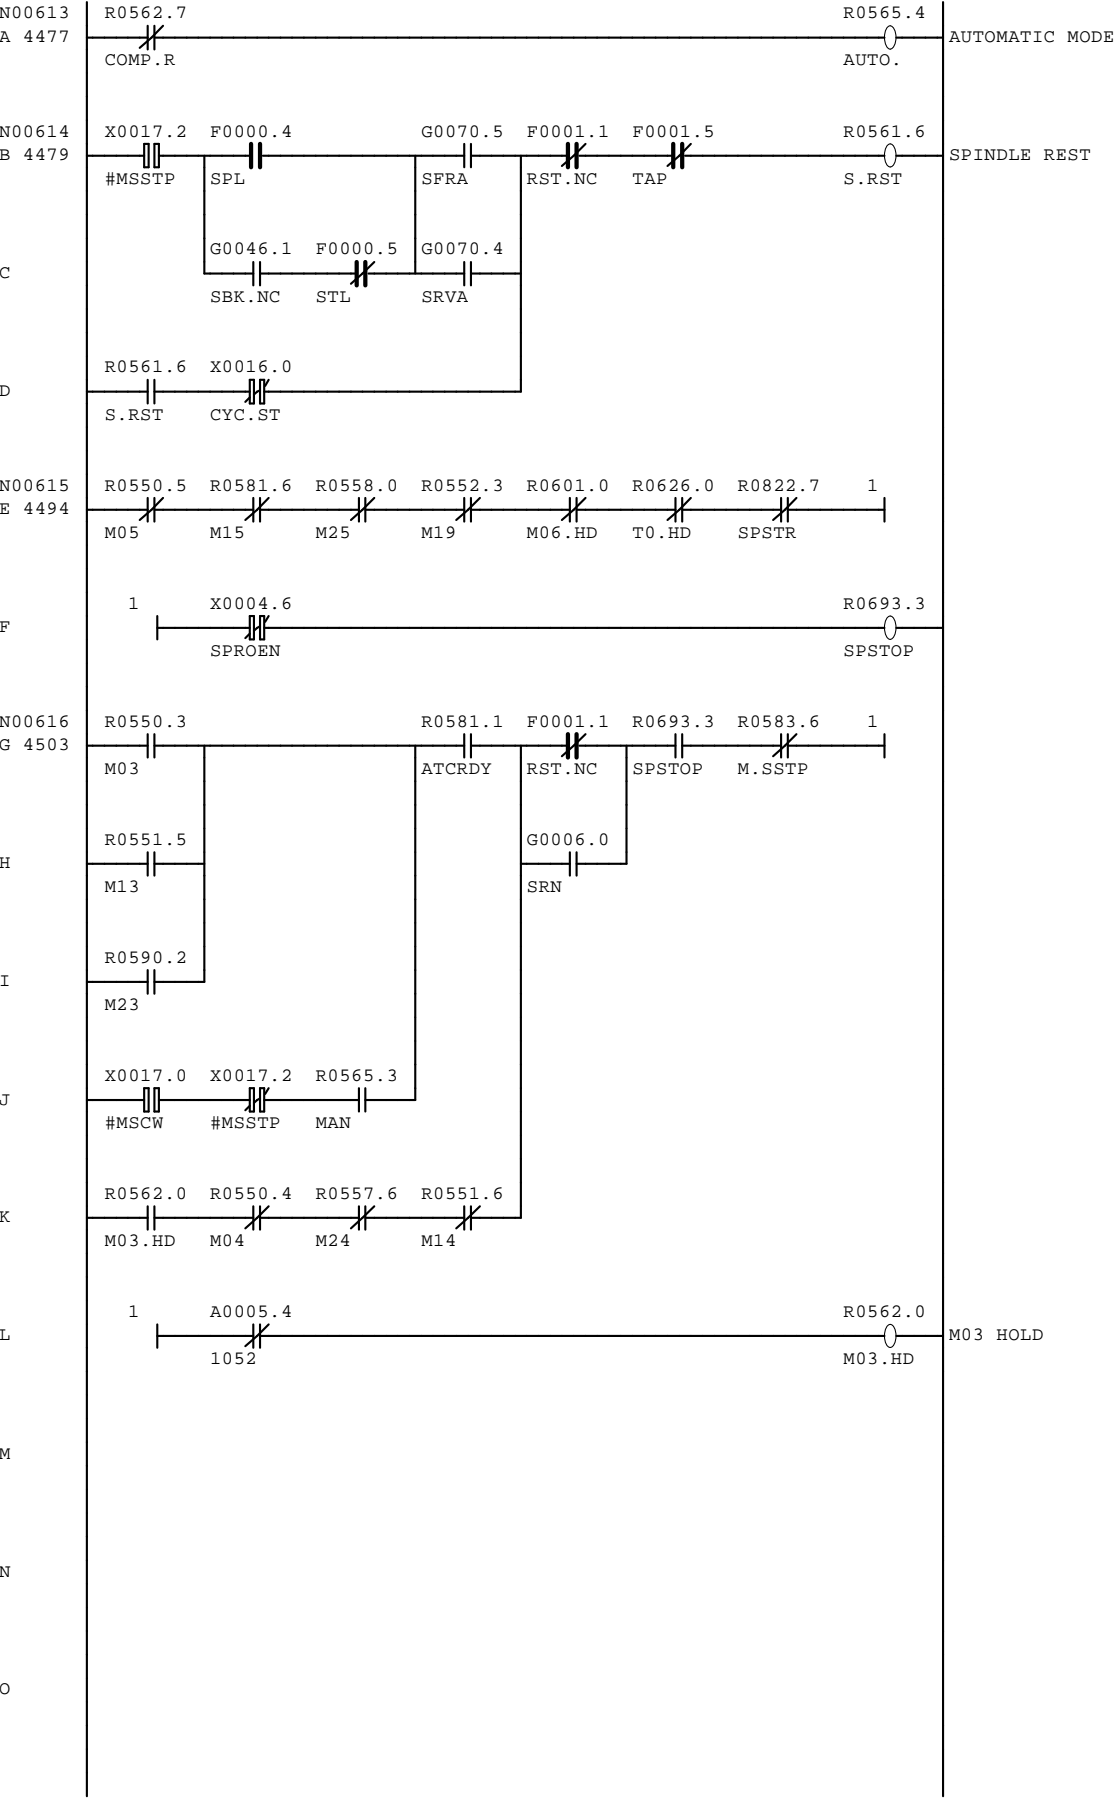 N00613 R0562.7 R0565.4
A 4477 AUTOMATIC MODE
COMP.R AUTO.
N00614 X0017.2 F0000.4 G0070.5 F0001.1 F0001.5 R0561.6
B 4479 SPINDLE REST
#MSSTP SPL SFRA RST.NC TAP S.RST
G0046.1 F0000.5 G0070.4
C
SBK.NC STL SRVA
R0561.6 X0016.0
D
S.RST CYC.ST
N00615 R0550.5 R0581.6 R0558.0 R0552.3 R0601.0 R0626.0 R0822.7 1
E 4494
M05 M15 M25 M19 M06.HD T0.HD SPSTR
1 X0004.6 R0693.3
F
SPROEN SPSTOP
N00616 R0550.3 R0581.1 F0001.1 R0693.3 R0583.6 1
G 4503
M03 ATCRDY RST.NC SPSTOP M.SSTP
R0551.5 G0006.0
H
M13 SRN
R0590.2
I
M23
X0017.0 X0017.2 R0565.3
J
#MSCW #MSSTP MAN
R0562.0 R0550.4 R0557.6 R0551.6
K
M03.HD M04 M24 M14
1 A0005.4 R0562.0
L M03 HOLD
1052 M03.HD
M
N
O